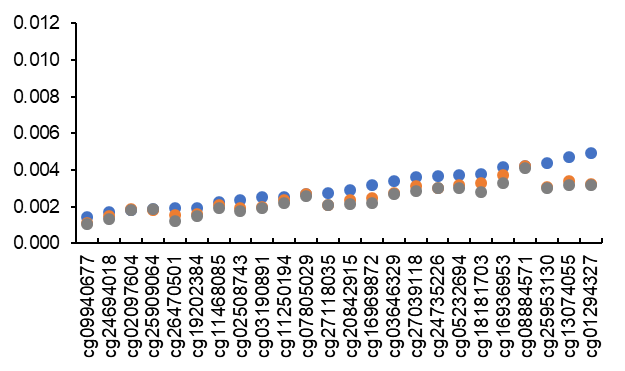 0.012
0.010
0.008
0.006
0.004
0.002
0.000
cg09940677
cg24694018
cg02097604
cg25909064
cg26470501
cg19202384
cg11468085
cg02508743
cg03190891
cg11250194
cg07805029
cg27118035
cg20842915
cg16969872
cg03646329
cg27039118
cg24735226
cg05232694
cg18181703
cg16936953
cg08884571
cg25953130
cg13074055
cg01294327